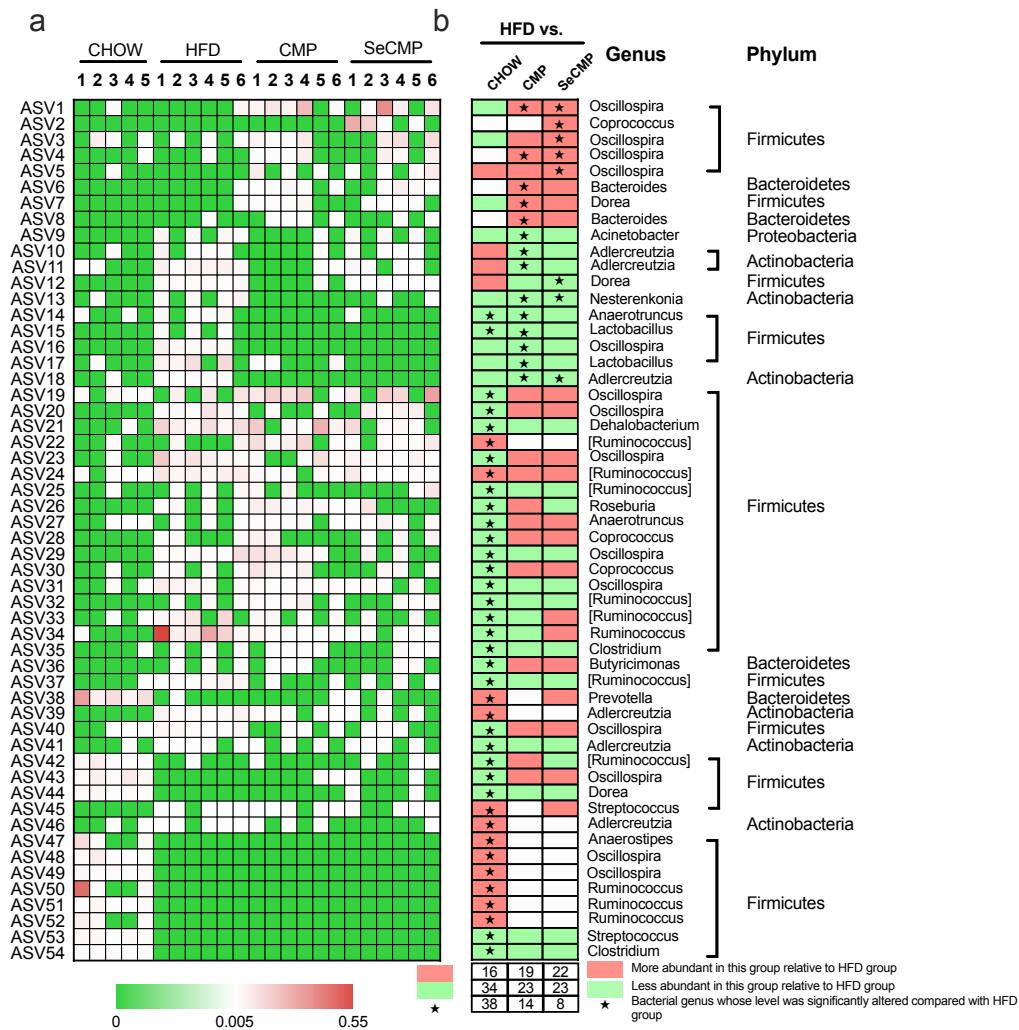 a
b
HFD vs.
CHOW HFD CMP SeCMP
CHOW CMP SeCMP Genus Phylum
1 2 3 4 5 1 2 3 4 5 6 1 2 3 4 5 6 1 2 3 4 5 6
ASV1 ★ ★ Oscillospira
ASV2 ★ Coprococcus
ASV3 ★ Oscillospira Firmicutes
ASV4 ★ ★ Oscillospira
ASV5 ★ Oscillospira
ASV6 ★ Bacteroides Bacteroidetes
ASV7 ★ Dorea Firmicutes
ASV8 ★ Bacteroides Bacteroidetes
ASV9 ★ Acinetobacter Proteobacteria
ASV10 ★ Adlercreutzia Actinobacteria
ASV11 ★ Adlercreutzia
ASV12 ★ Dorea Firmicutes
ASV13 ★ ★ Nesterenkonia Actinobacteria
ASV14 ★ ★ Anaerotruncus
ASV15 ★ ★ Lactobacillus Firmicutes
ASV16 ★ Oscillospira
ASV17 ★ Lactobacillus
ASV18 ★ ★ Adlercreutzia Actinobacteria
ASV19 ★ Oscillospira
ASV20 ★ Oscillospira
ASV21 ★ Dehalobacterium
ASV22 ★ [Ruminococcus]
ASV23 ★ Oscillospira
ASV24 ★ [Ruminococcus]
ASV25 ★ [Ruminococcus]
ASV26 ★ Roseburia Firmicutes
ASV27 ★ Anaerotruncus
ASV28 ★ Coprococcus
ASV29 ★ Oscillospira
ASV30 ★ Coprococcus
ASV31 ★ Oscillospira
ASV32 ★ [Ruminococcus]
ASV33 ★ [Ruminococcus]
ASV34 ★ Ruminococcus
ASV35 ★ Clostridium
ASV36 ★ Butyricimonas Bacteroidetes
ASV37 ★ [Ruminococcus] Firmicutes
ASV38 ★ Prevotella Bacteroidetes
ASV39 ★ Adlercreutzia Actinobacteria
ASV40 ★ Oscillospira Firmicutes
ASV41 ★ Adlercreutzia Actinobacteria
ASV42 ★ [Ruminococcus]
ASV43 ★ Oscillospira Firmicutes
ASV44 ★ Dorea
ASV45 ★ Streptococcus
ASV46 ★ Adlercreutzia Actinobacteria
ASV47 ★ Anaerostipes
ASV48 ★ Oscillospira
ASV49 ★ Oscillospira
ASV50 ★ Ruminococcus
ASV51 ★ Ruminococcus Firmicutes
ASV52 ★ Ruminococcus
ASV53 ★ Streptococcus
ASV54 ★ Clostridium
16 19 22 More abundant in this group relative to HFD group
34 23 23 Less abundant in this group relative to HFD group
★ 38 14 8 ★ Bacterial genus whose level was significantly altered compared with HFD
group
0 0.005 0.55